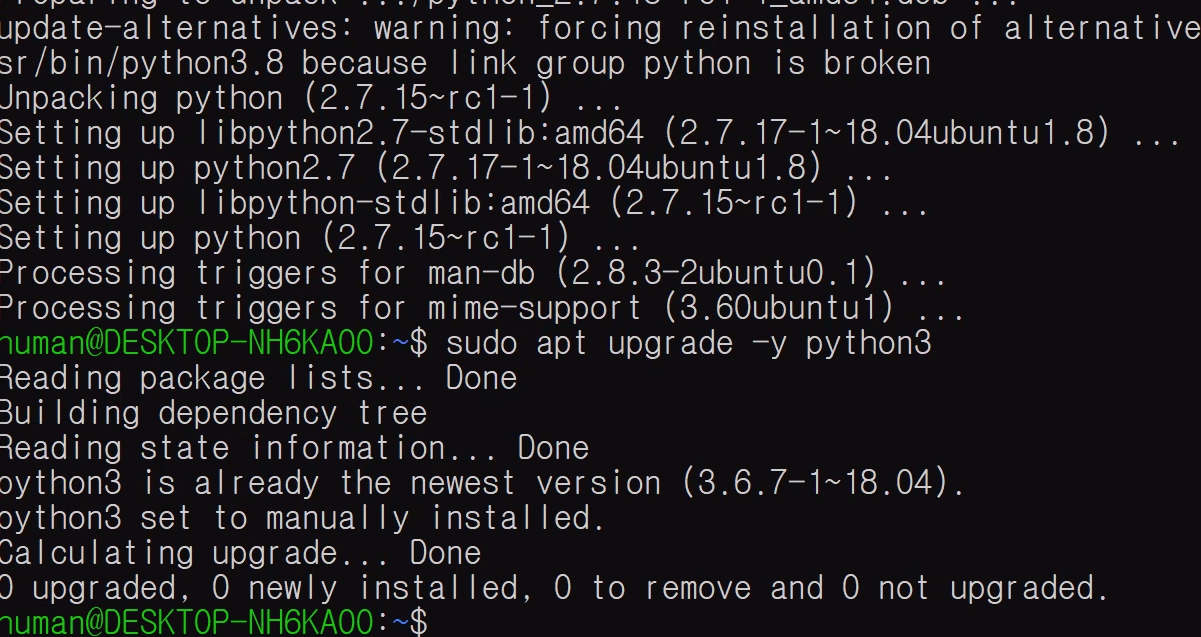 update-alternatives: warning: forcing reinstallation of alternative
sr/bin/python3.8 because link group python is broken
Unpacking python (2.7.15~rc1-1) ...
Setting up libpython2.7-stdlib:amd64 (2.7.17-1~18.04ubuntu1.8) ...
Setting up python2.7 (2.7.17-1~18.04ubuntu1.8) ...
Setting up libpython-stdlib:amd64 (2.7.15~rc1-1) ...
Setting up python (2.7.15~rc1-1) ...
Processing triggers for man-db (2.8.3-2ubuntu0.1) ...
Processing triggers for mime-support (3.60ubuntu1) ...
human@DESKTOP-NH6KAOO:~$ sudo apt upgrade -y python3
Reading package lists... Done
Building dependency tree
Reading state information... Done
python3 is already the newest version (3.6.7-1~18.04).
python3 set to manually installed.
Calculating upgrade... Done
0 upgraded, 0 newly installed, 0 to remove and 0 not upgraded.
human@DESKTOP-NH6KAOO:~$